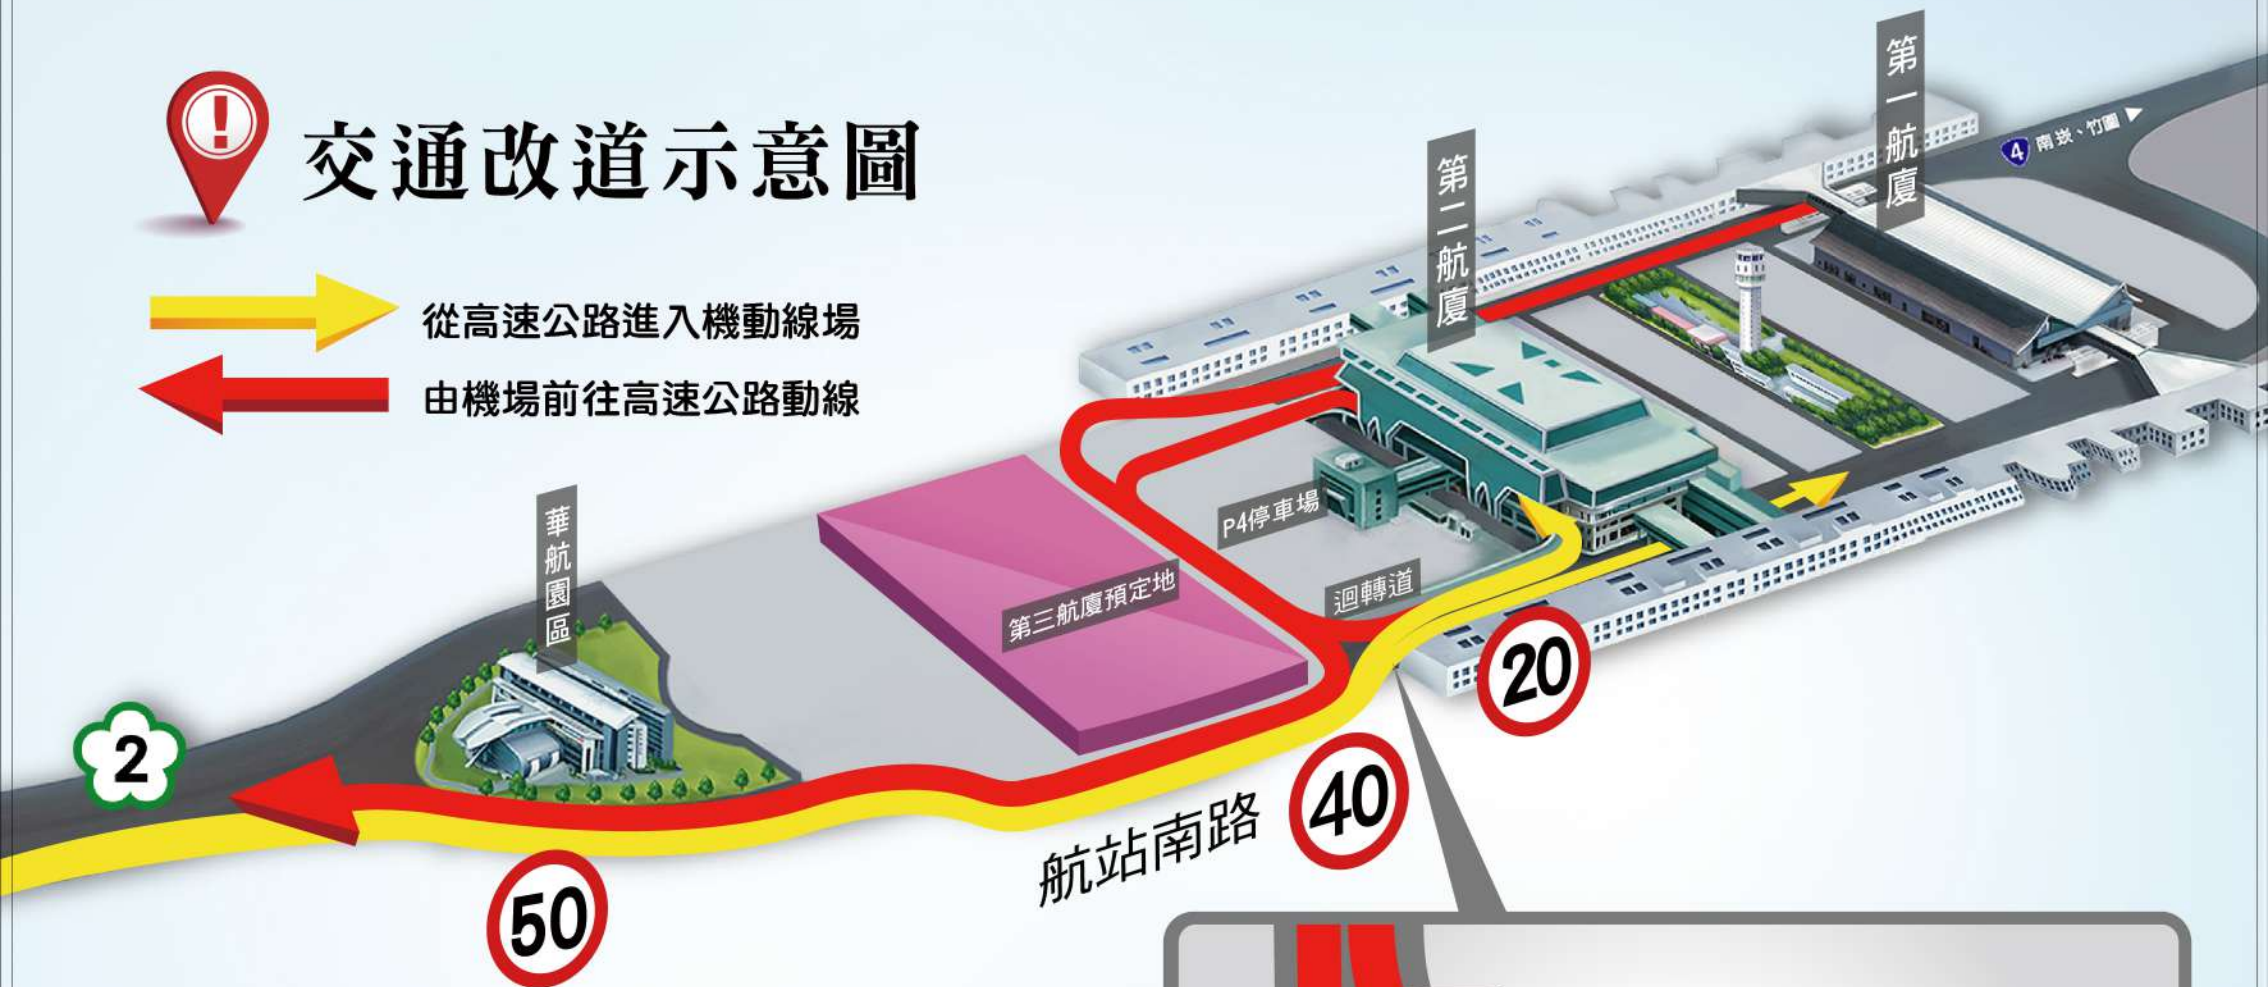 交通改道示意圖
從高速公路進入機動線場
由機場前往高速公路動線
第一航廈
4 南崁、竹圍
第二航廈
P4停車場
迴轉道
第三航廈預定地
華航園區
2
20
40
航站南路
50